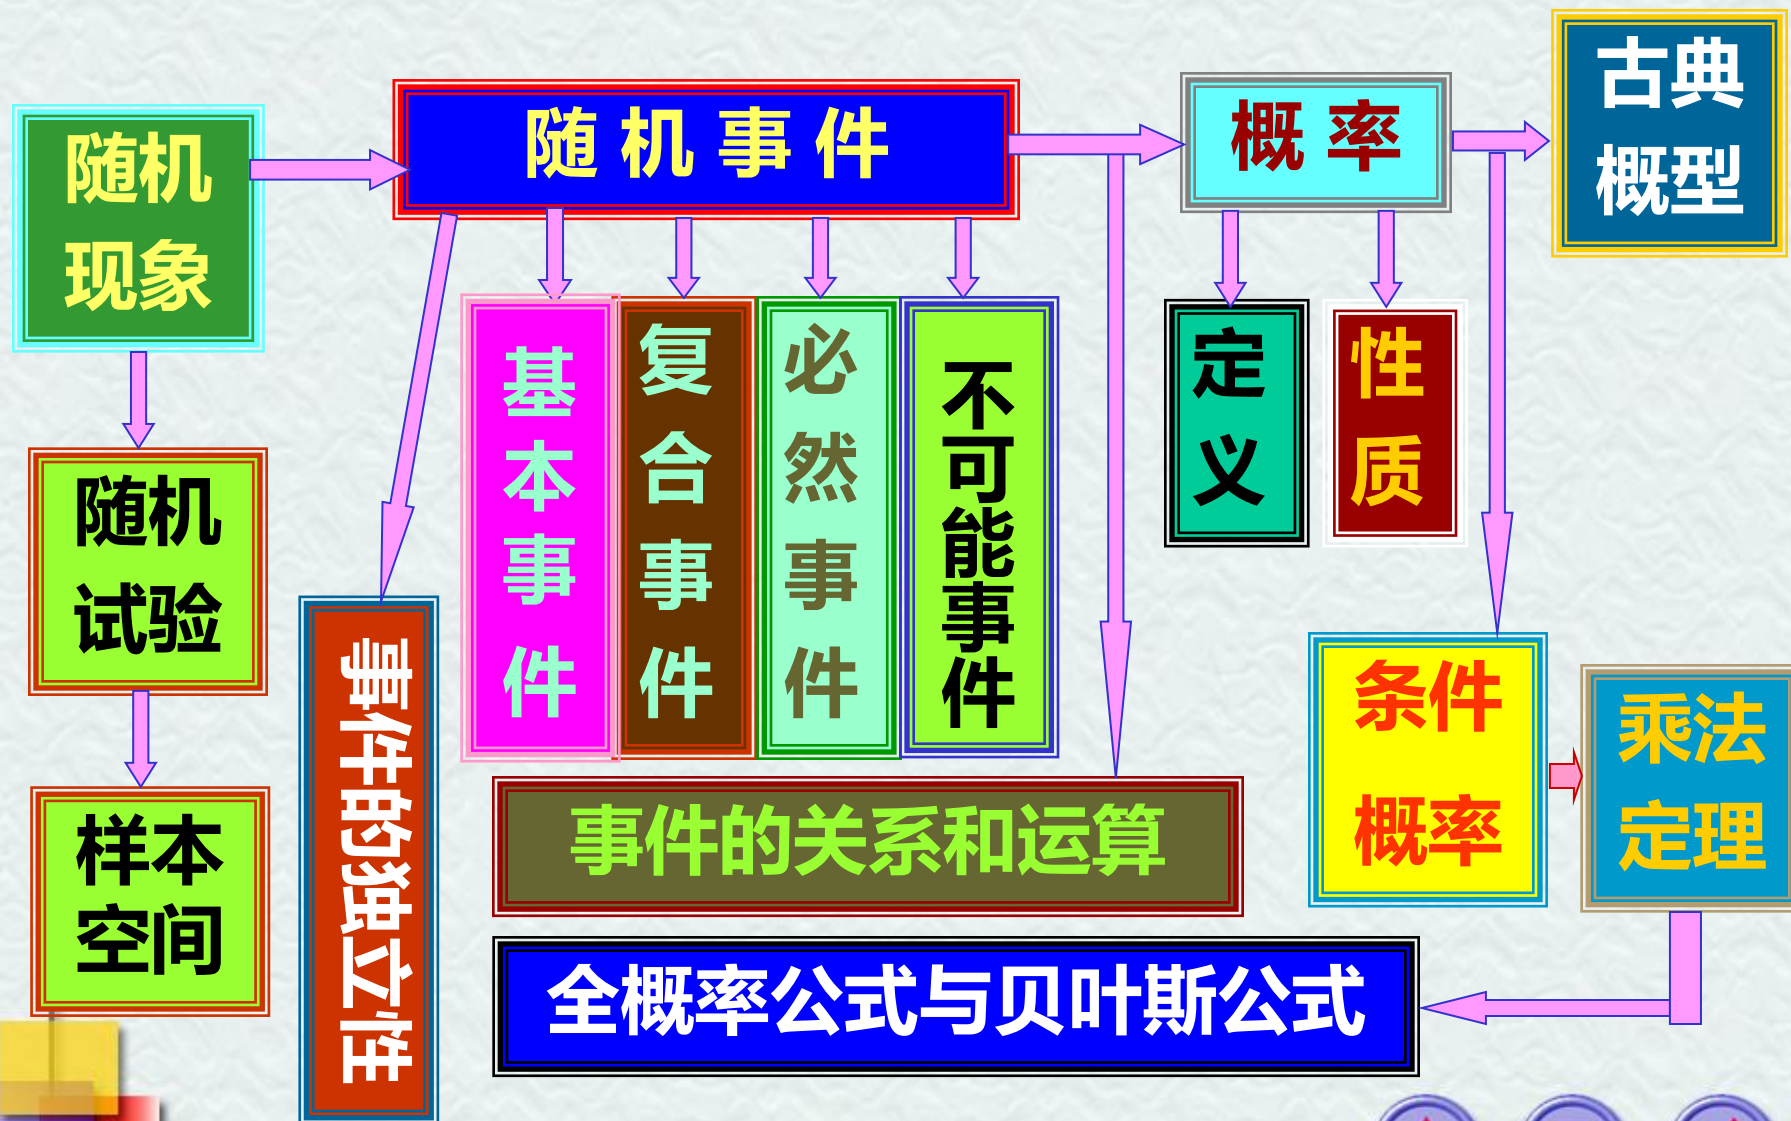 随机
现象
随机事件
概率
古典
概型
随机
试验
样本
空间
事件的独立性
基本事件
复合事件
必然事件
不可能事件
定义
性质
条件
概率
乘法
定理
事件的关系和运算
全概率公式与贝叶斯公式